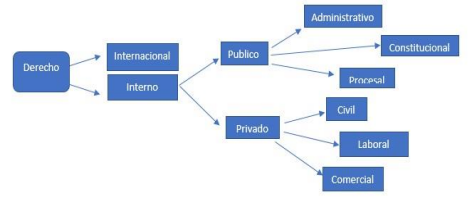 Derecho
Internacional
Interno
Publico
Privado
Administrativo
Constitucional
Procesal
Civil
Laboral
Comercial